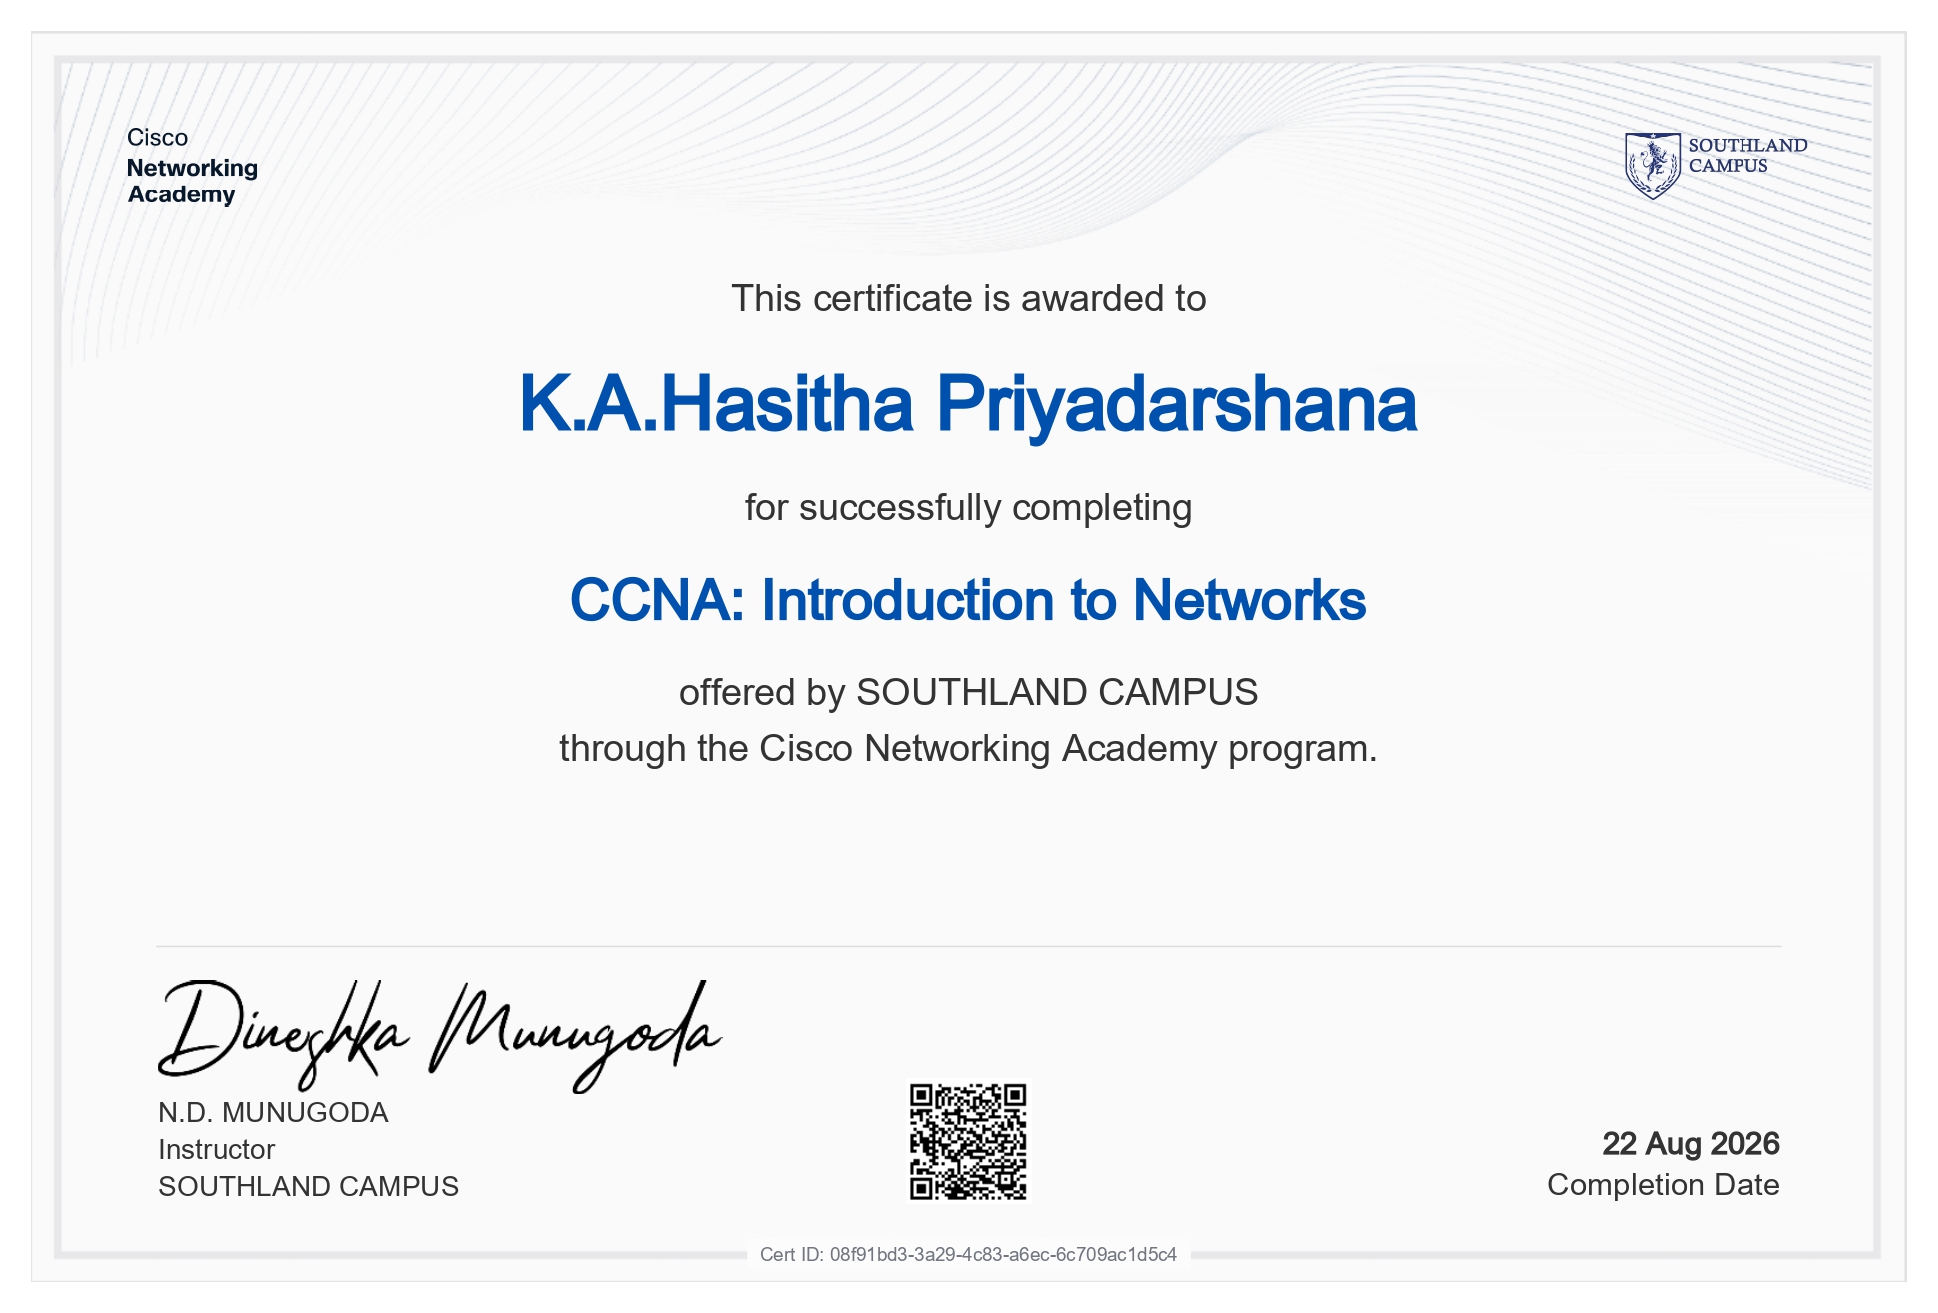 Cisco
Networking
Academy
SOUTHLAND
CAMPUS
This certificate is awarded to
K.A.Hasitha Priyadarshana
for successfully completing
CCNA: Introduction to Networks
offered by SOUTHLAND CAMPUS
through the Cisco Networking Academy program.
Dineshka Munugoda
N.D. MUNUGODA
Instructor
SOUTHLAND CAMPUS
22 Aug 2026
Completion Date
Cert ID: 08f91bd3-3a29-4c83-a6ec-6c709ac1d5c4